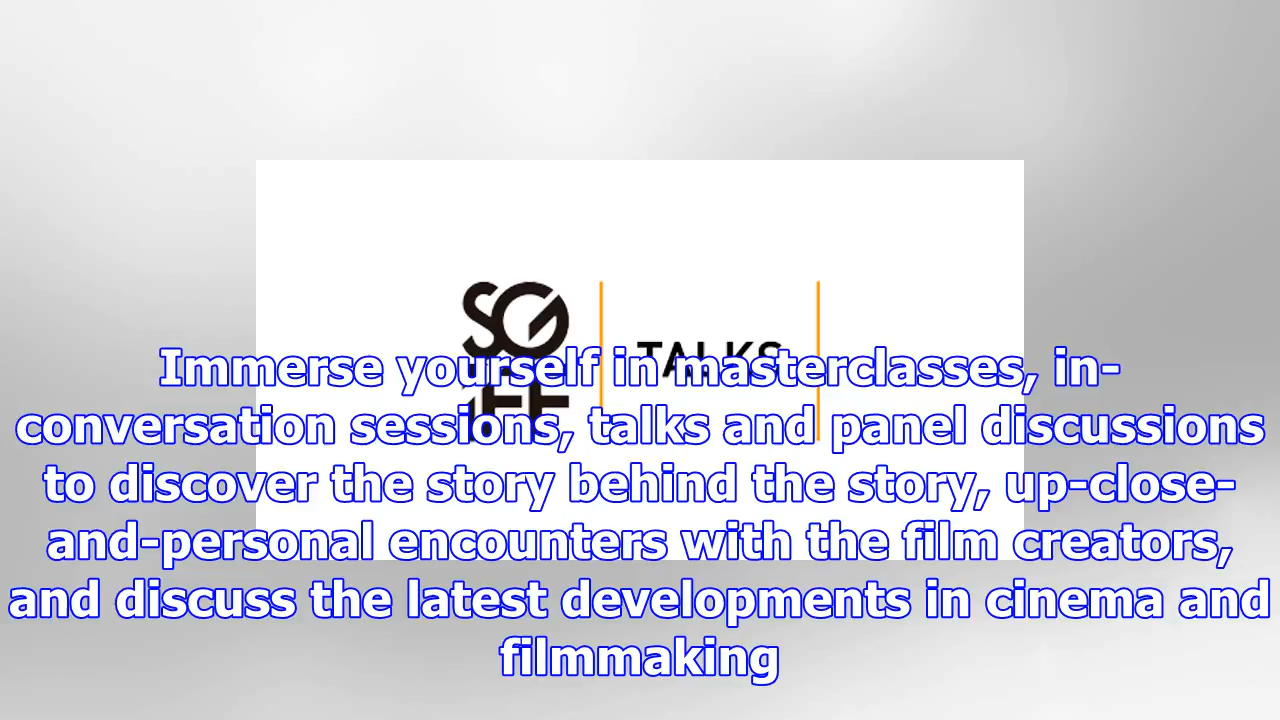 SG
IFF
TALKS
Immerse yourself in masterclasses, in-
conversation sessions, talks and panel discussions
to discover the story behind the story, up-close-
and-personal encounters with the film creators,
and discuss the latest developments in cinema and
filmmaking